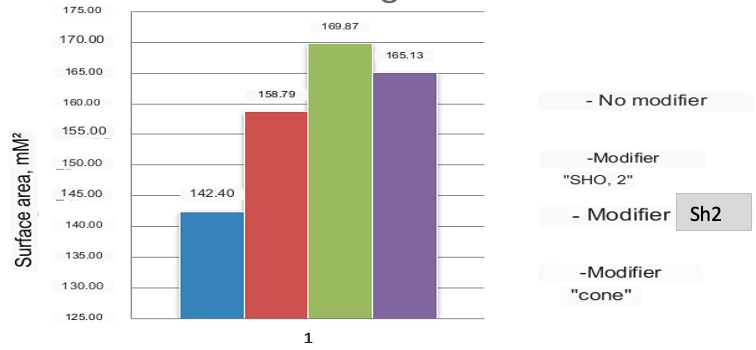 175.00
170.00
165.00
160.00
155.00
150.00
145.00
140.00
135.00
130.00
125.00
Surface area, mM²
142.40
158.79
169.87
165.13
1
- No modifier
-Modifier
"SHO, 2"
- Modifier Sh2
-Modifier
"cone"